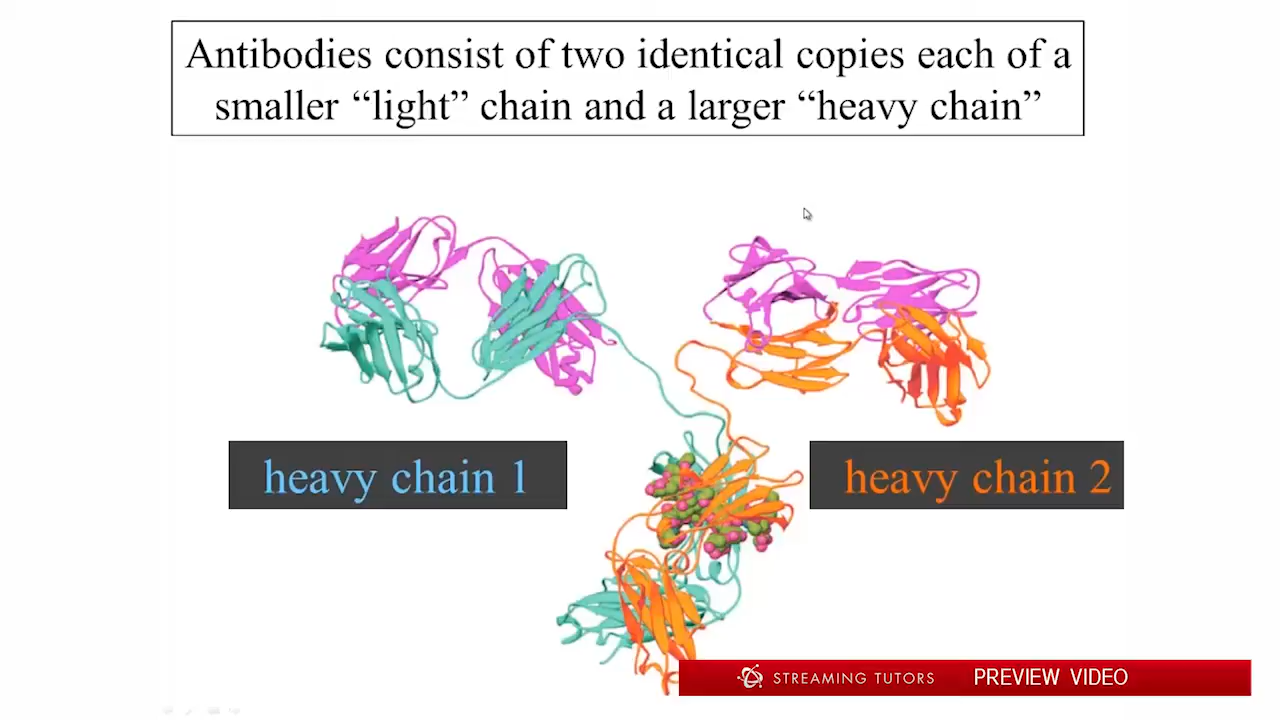 Antibodies consist of two identical copies each of a
smaller “light” chain and a larger “heavy chain”
heavy chain 1
heavy chain 2
STREAMING TUTORS PREVIEW VIDEO